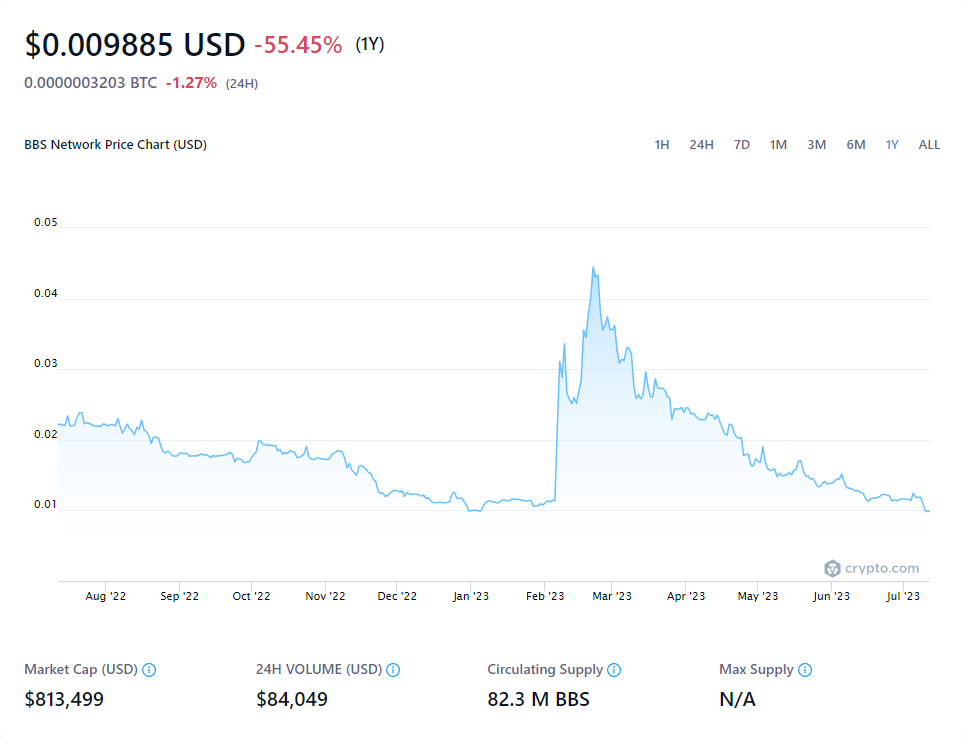 $0.009885 USD -55.45% (1Y)
0.0000003203 BTC -1.27% (24H)
BBS Network Price Chart (USD) 1H 24H 7D 1M 3M 6M 1Y ALL
0.05
0.04
0.03
0.02
0.01
crypto.com
Aug '22 Sep '22 Oct '22 Nov '22 Dec '22 Jan '23 Feb '23 Mar '23 Apr '23 May '23 Jun '23 Jul '23
Market Cap (USD) 24H VOLUME (USD) Circulating Supply Max Supply
$813,499 $84,049 82.3 M BBS N/A